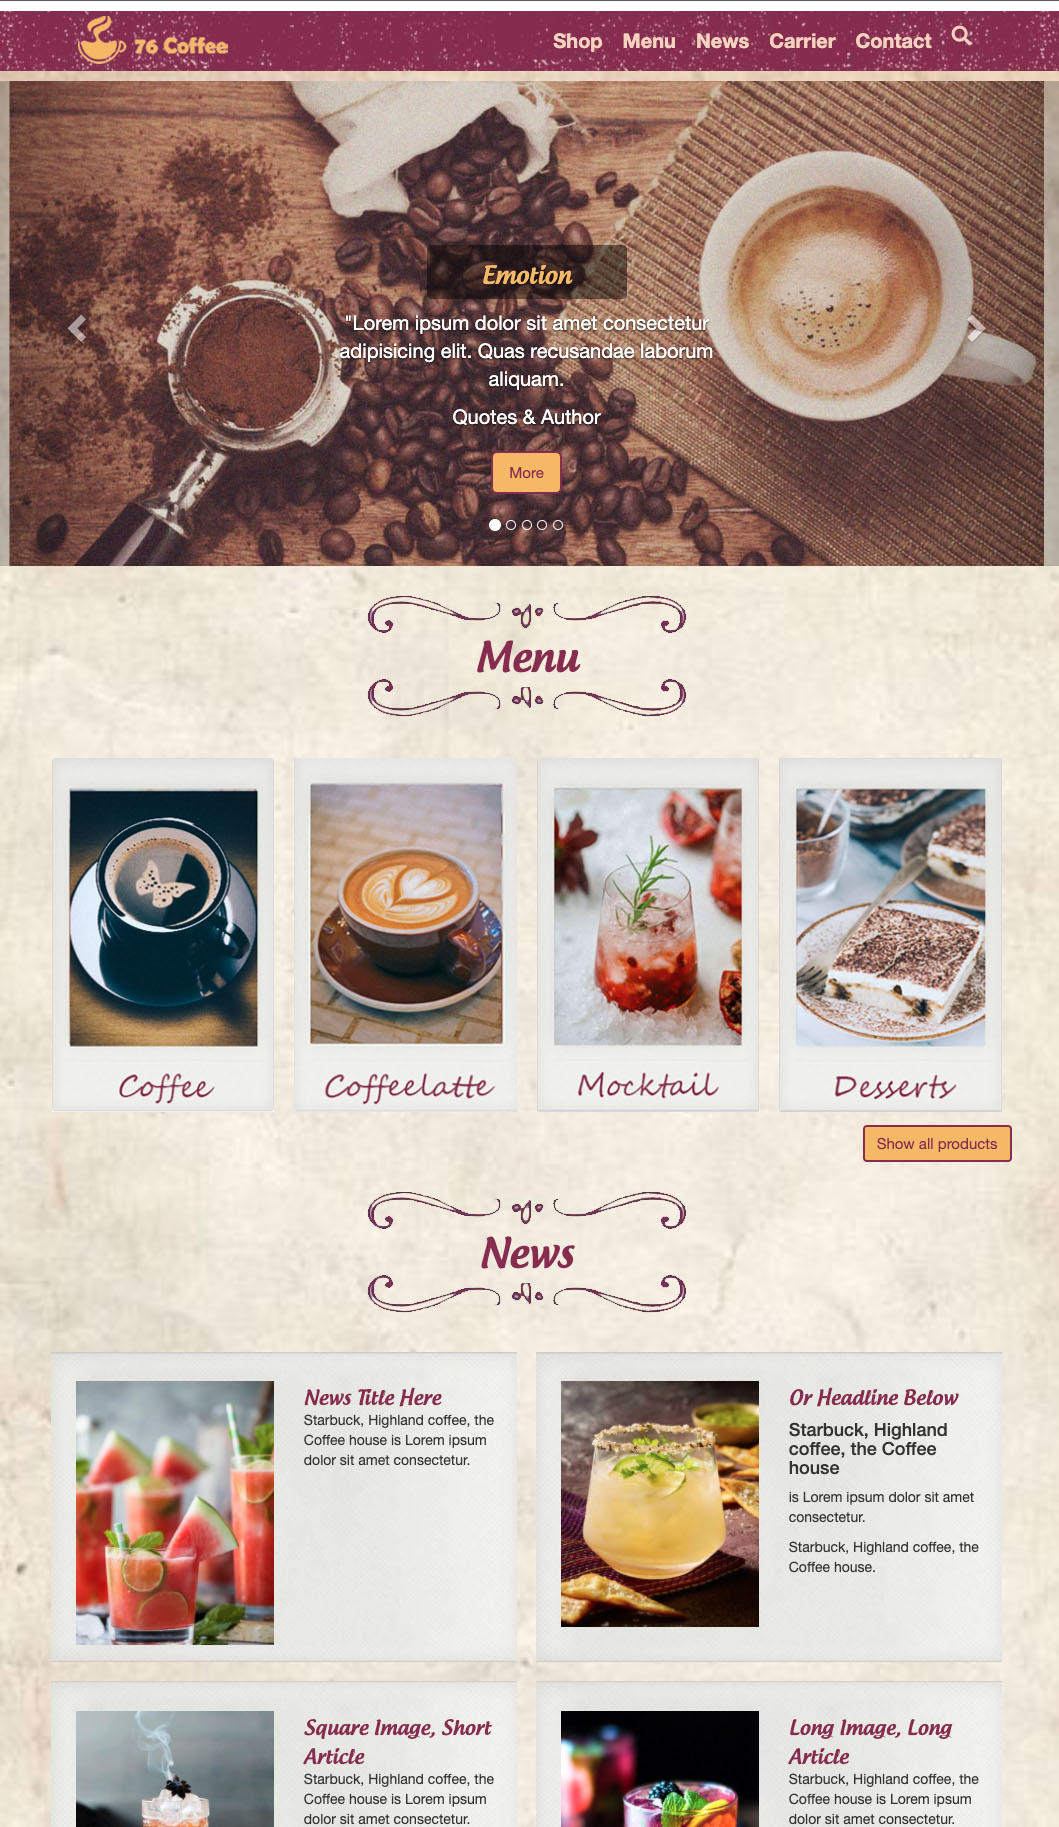 76 Coffee
Shop Menu News Carrier Contact
Emotion
"Lorem ipsum dolor sit amet consectetur
adipisicing elit. Quas recusandae laborum
aliquam.
Quotes & Author
More
Menu
Coffee
Coffeelatte
Mocktail
Desserts
Show all products
News
News Title Here
Starbuck, Highland coffee, the
Coffee house is Lorem ipsum
dolor sit amet consectetur.
Or Headline Below
Starbuck, Highland
coffee, the Coffee
house
is Lorem ipsum dolor sit amet
consectetur.
Starbuck, Highland coffee, the
Coffee house.
Square Image, Short
Article
Starbuck, Highland coffee, the
Coffee house is Lorem ipsum
dolor sit amet consectetur.
Long Image, Long
Article
Starbuck, Highland coffee, the
Coffee house is Lorem ipsum
dolor sit amet consectetur.